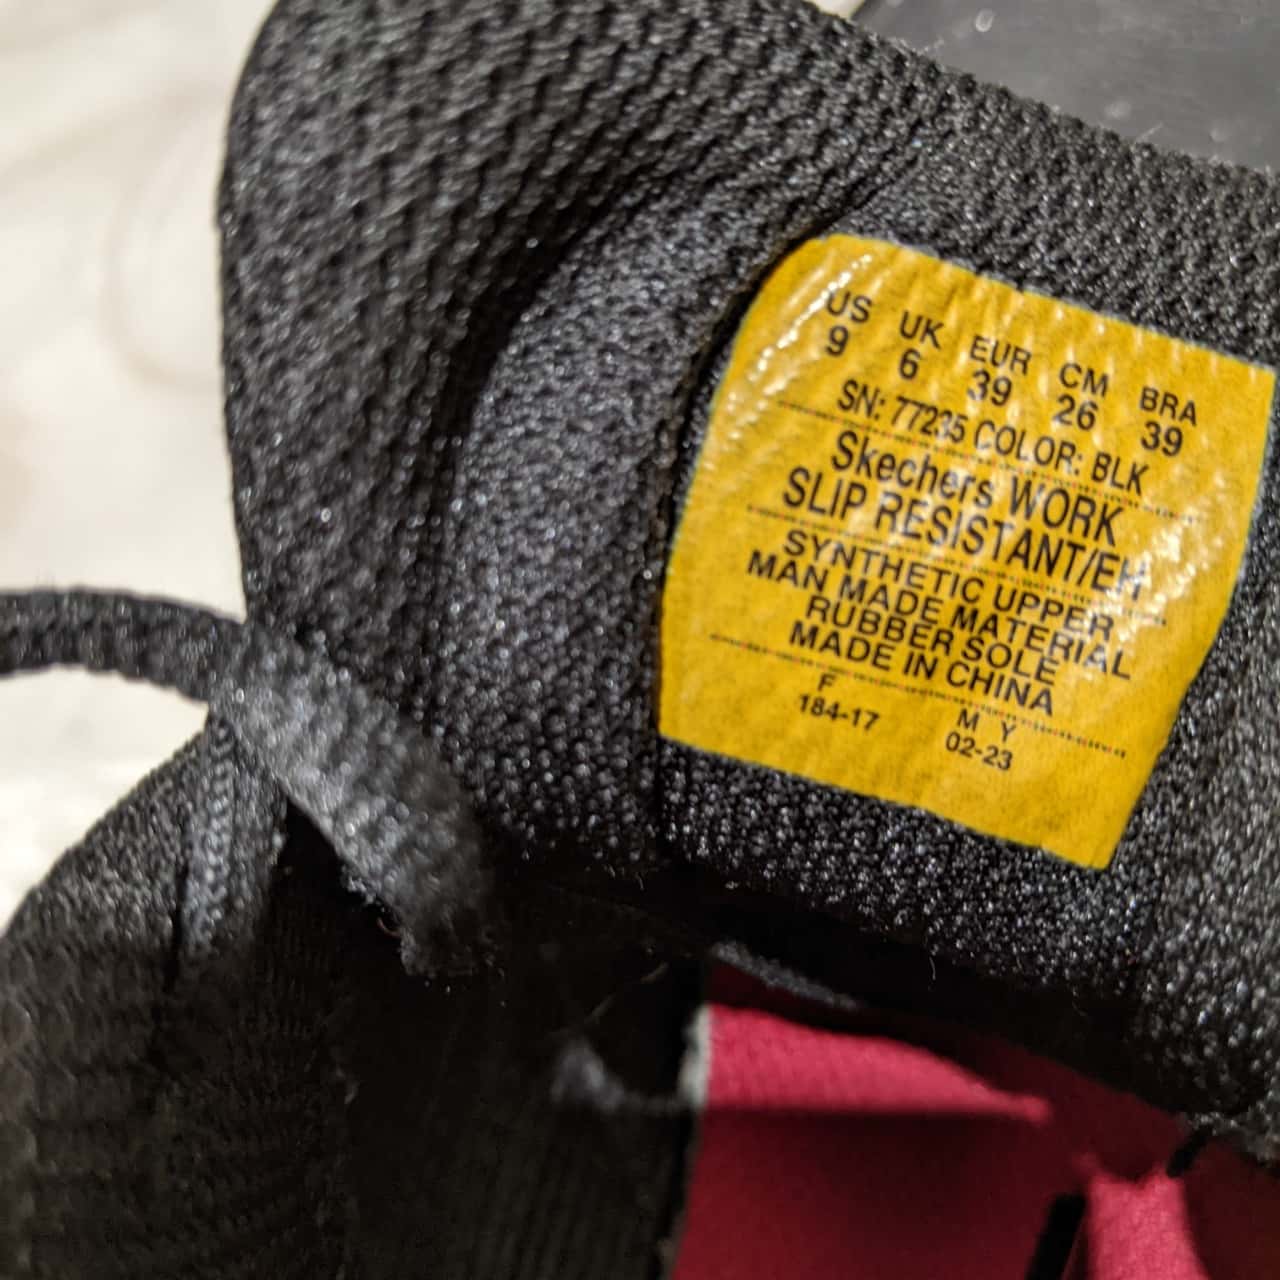 US UK EUR CM BRA
9 6 39 26 39
SN: 77235 COLOR: BLK
Skechers WORK
SLIP RESISTANT/EH
SYNTHETIC UPPER
MAN MADE MATERIAL
RUBBER SOLE
MADE IN CHINA
F M Y
184-17 02-23